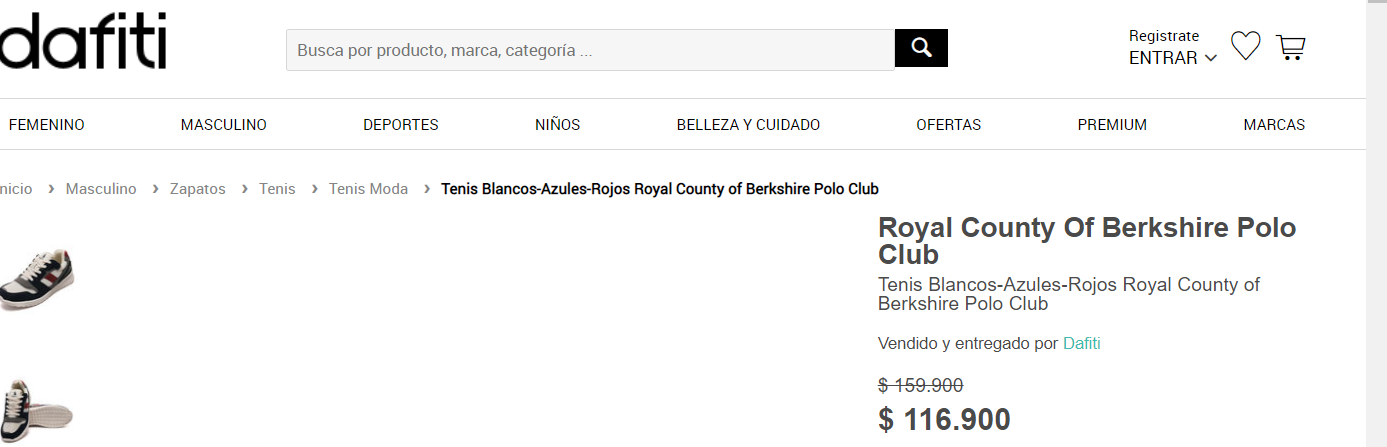 dafiti
Busca por producto, marca, categoría ...
Registrate
ENTRAR
FEMENINO MASCULINO DEPORTES NIÑOS BELLEZA Y CUIDADO OFERTAS PREMIUM MARCAS
nicio › Masculino › Zapatos › Tenis › Tenis Moda › Tenis Blancos-Azules-Rojos Royal County of Berkshire Polo Club
Royal County Of Berkshire Polo
Club
Tenis Blancos-Azules-Rojos Royal County of
Berkshire Polo Club
Vendido y entregado por Dafiti
$ 159.900
$ 116.900